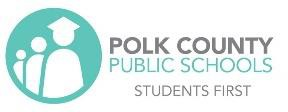 POLK COUNTY
PUBLIC SCHOOLS
STUDENTS FIRST